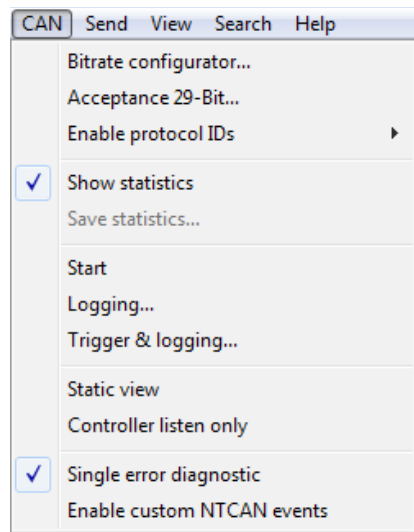 CAN Send View Search Help
Bitrate configurator...
Acceptance 29-Bit...
Enable protocol IDs
Show statistics
Save statistics...
Start
Logging...
Trigger & logging...
Static view
Controller listen only
Single error diagnostic
Enable custom NTCAN events